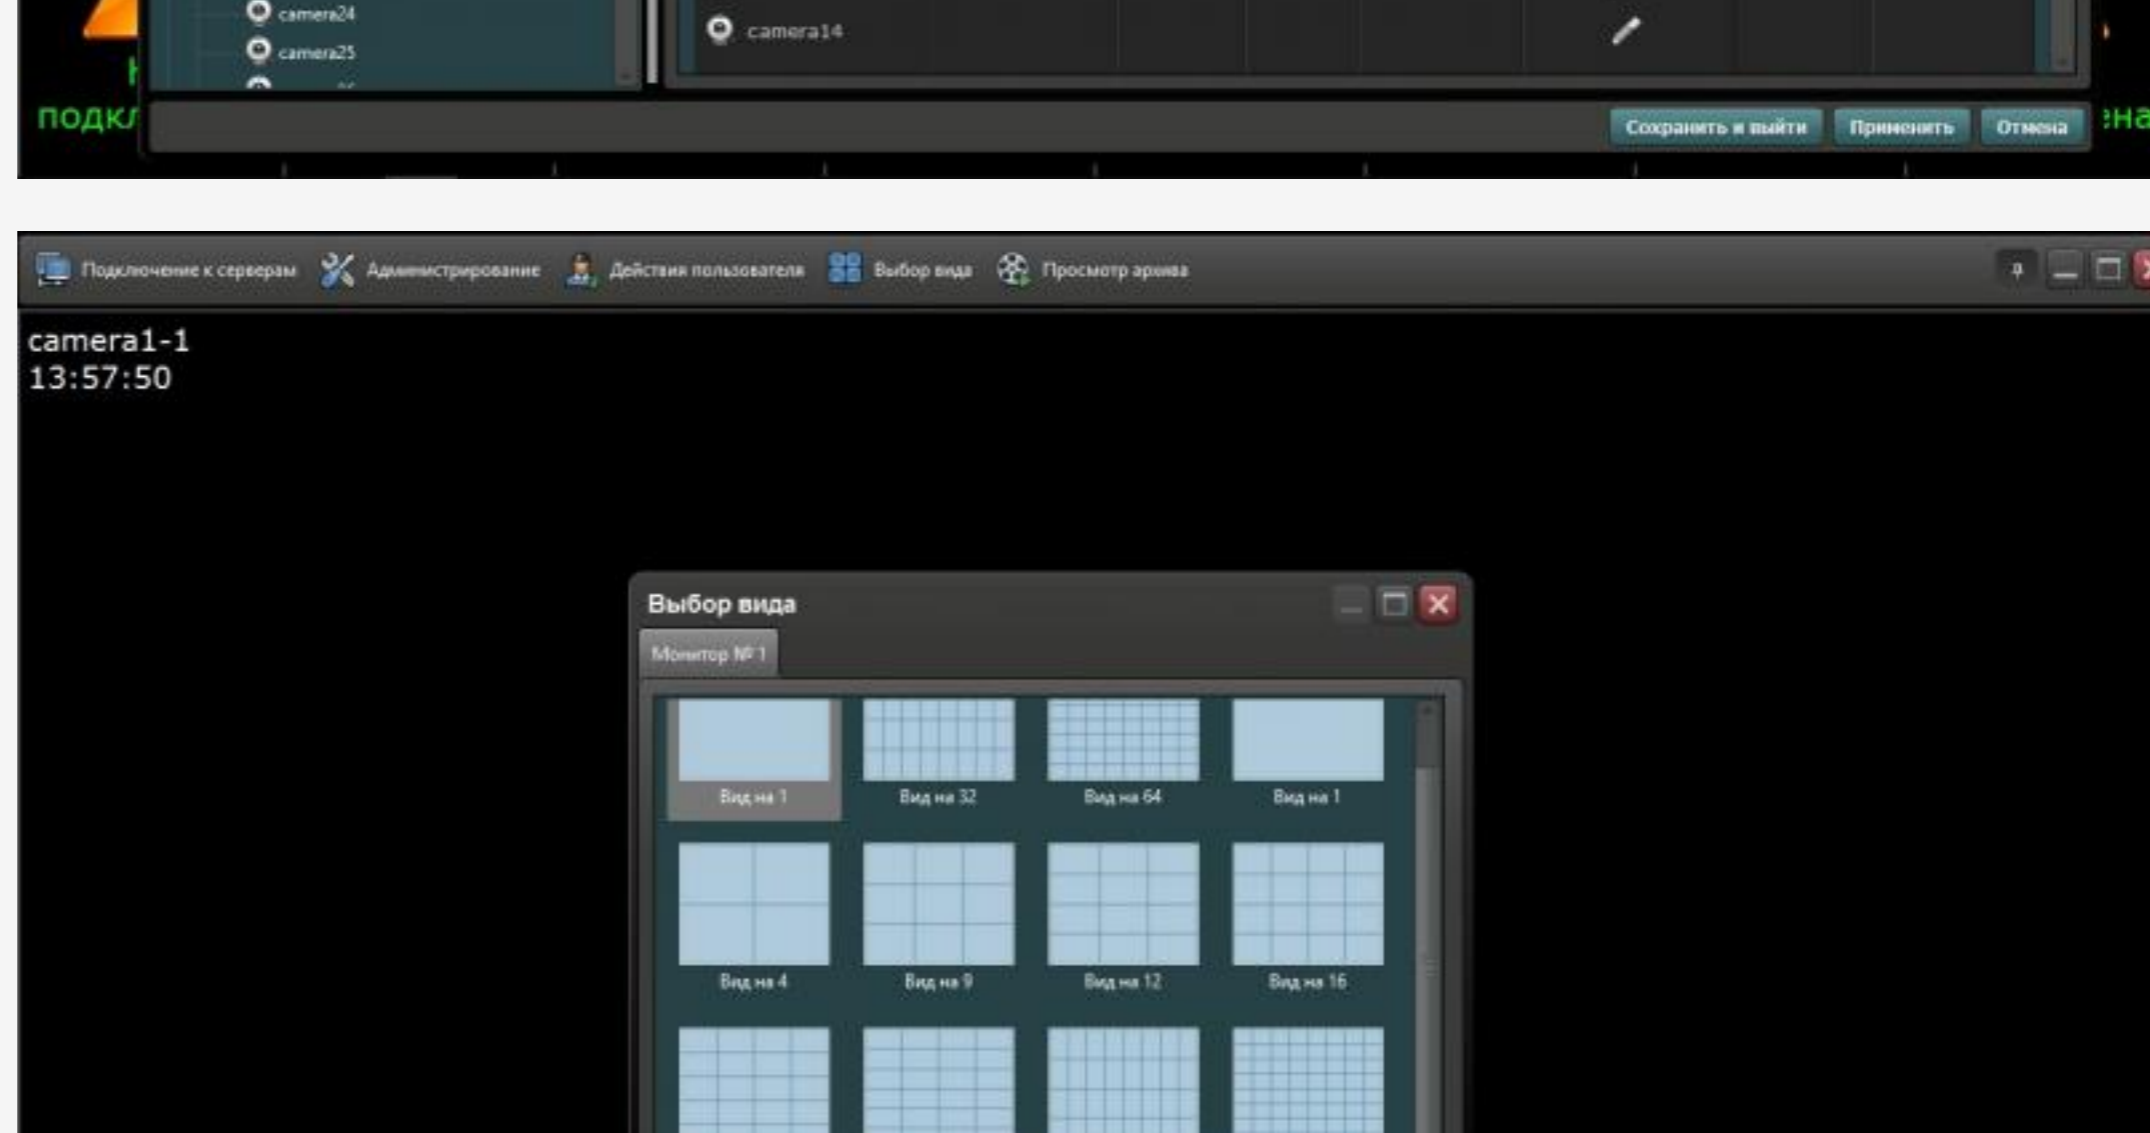 camera24
camera25
camera14
подкл
Сохранить и выйти
Применить
Отмена
ена
Подключение к серверам
Администрирование
Действия пользователя
Выбор вида
Просмотр архива
camera1-1
13:57:50
Выбор вида
Монитор №1
Вид на 1
Вид на 32
Вид на 64
Вид на 1
Вид на 4
Вид на 9
Вид на 12
Вид на 16